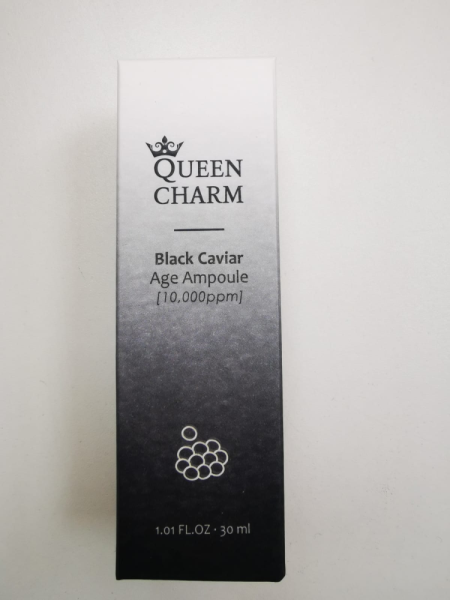 QUEEN
CHARM
Black Caviar
Age Ampoule
[10,000ppm]
1.01 FL.OZ · 30 ml